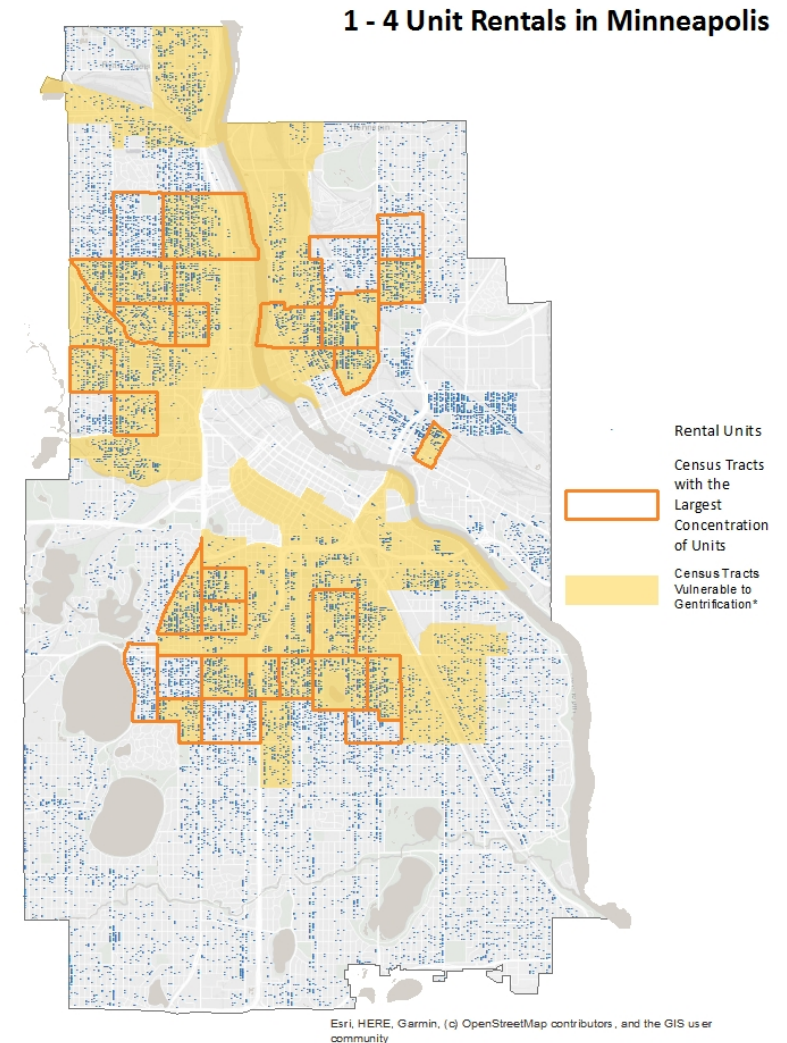 1 - 4 Unit Rentals in Minneapolis
Rental Units
Census Tracts
with the
Largest
Concentration
of Units
Census Tracts
Vulnerable to
Gentrification*
Esri, HERE, Garmin, (c) OpenStreetMap contributors, and the GIS user
community